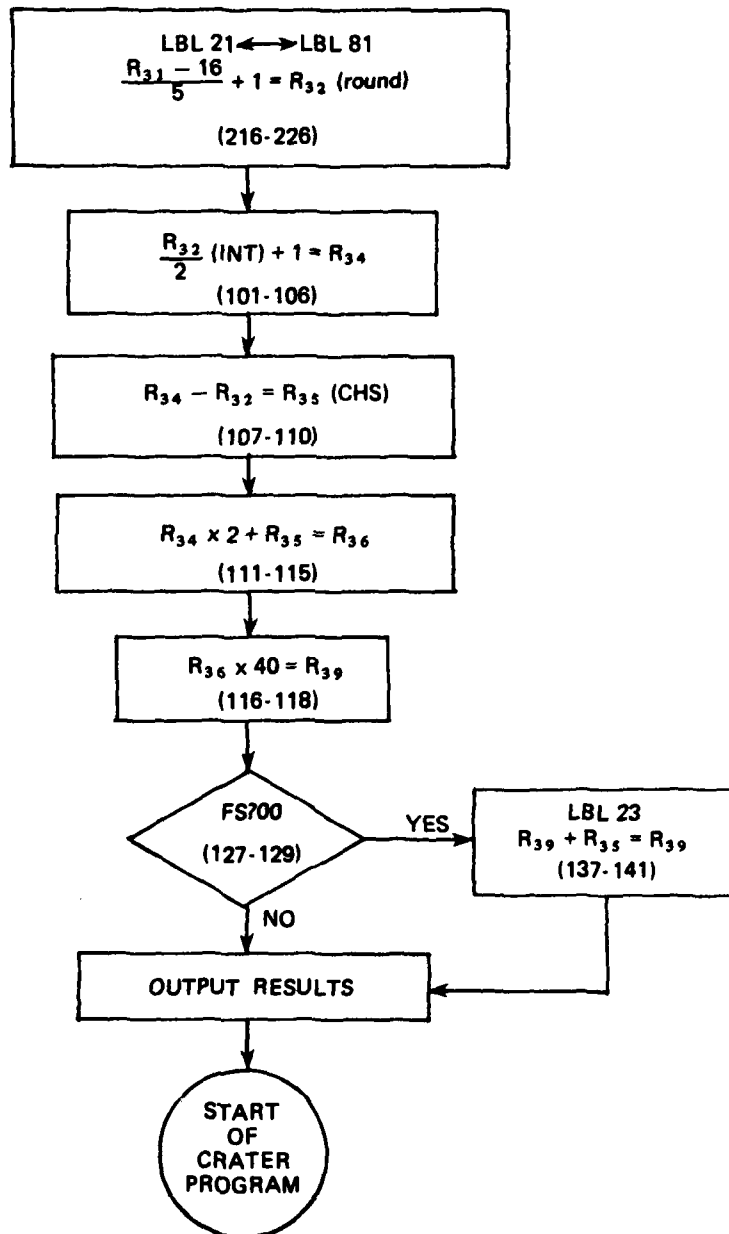 LBL 21 ←→ LBL 81
R₃₁ − 16
5
+ 1 = R₃₂ (round)
(216-226)
R₃₂
2
(INT) + 1 = R₃₄
(101-106)
R₃₄ − R₃₂ = R₃₅ (CHS)
(107-110)
R₃₄ x 2 + R₃₅ = R₃₆
(111-115)
R₃₆ x 40 = R₃₉
(116-118)
FS?00
(127-129)
YES
LBL 23
R₃₉ + R₃₅ = R₃₉
(137-141)
NO
OUTPUT RESULTS
START
OF
CRATER
PROGRAM